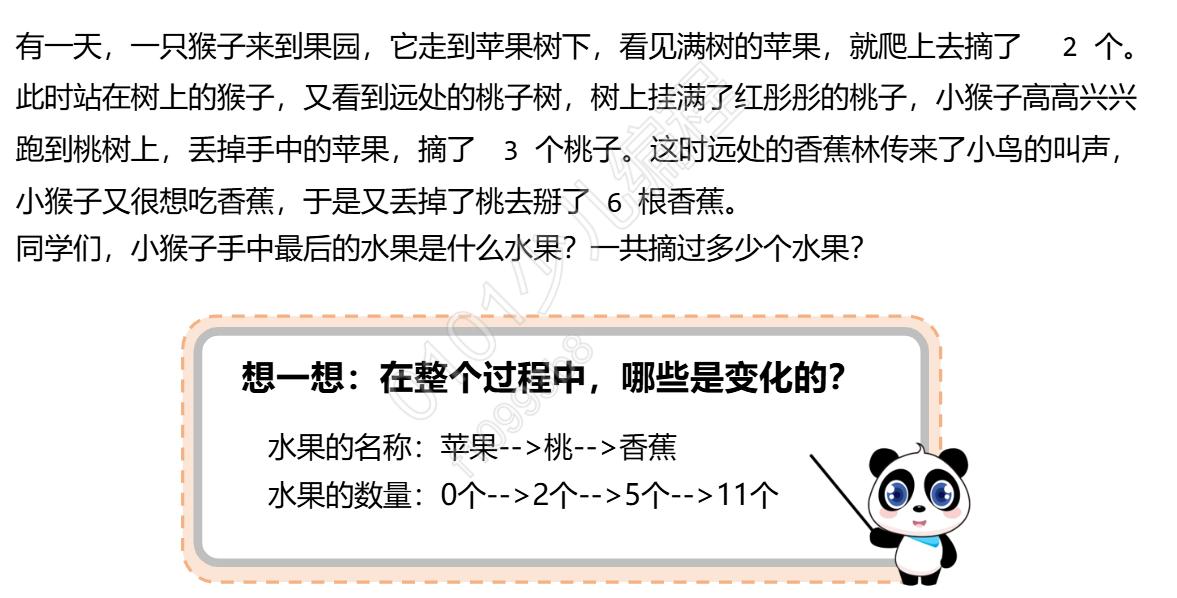 有一天，一只猴子来到果园，它走到苹果树下，看见满树的苹果，就爬上去摘了 2 个。
此时站在树上的猴子，又看到远处的桃子树，树上挂满了红彤彤的桃子，小猴子高高兴兴
跑到桃树上，丢掉手中的苹果，摘了 3 个桃子。这时远处的香蕉林传来了小鸟的叫声，
小猴子又很想吃香蕉，于是又丢掉了桃去掰了 6 根香蕉。
同学们，小猴子手中最后的水果是什么水果？一共摘过多少个水果？
0101少儿编程
想一想：在整个过程中，哪些是变化的？
水果的名称：苹果-->桃-->香蕉
水果的数量：0个-->2个-->5个-->11个